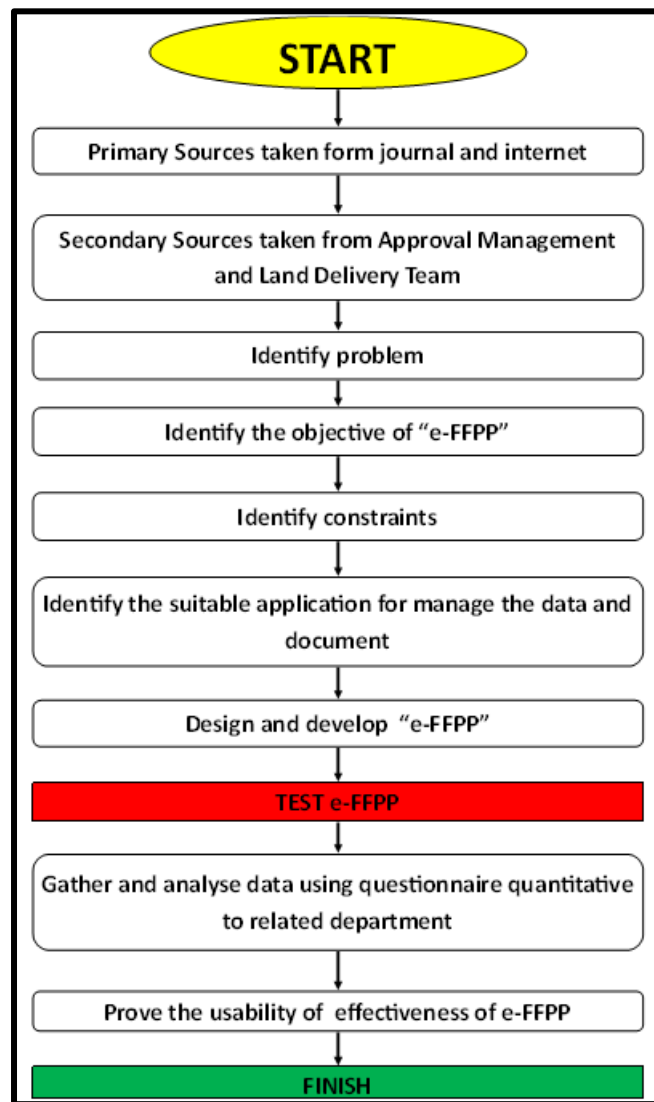 START
Primary Sources taken form journal and internet
Secondary Sources taken from Approval Management
and Land Delivery Team
Identify problem
Identify the objective of “e-FFPP”
Identify constraints
Identify the suitable application for manage the data and
document
Design and develop “e-FFPP”
TEST e-FFPP
Gather and analyse data using questionnaire quantitative
to related department
Prove the usability of effectiveness of e-FFPP
FINISH